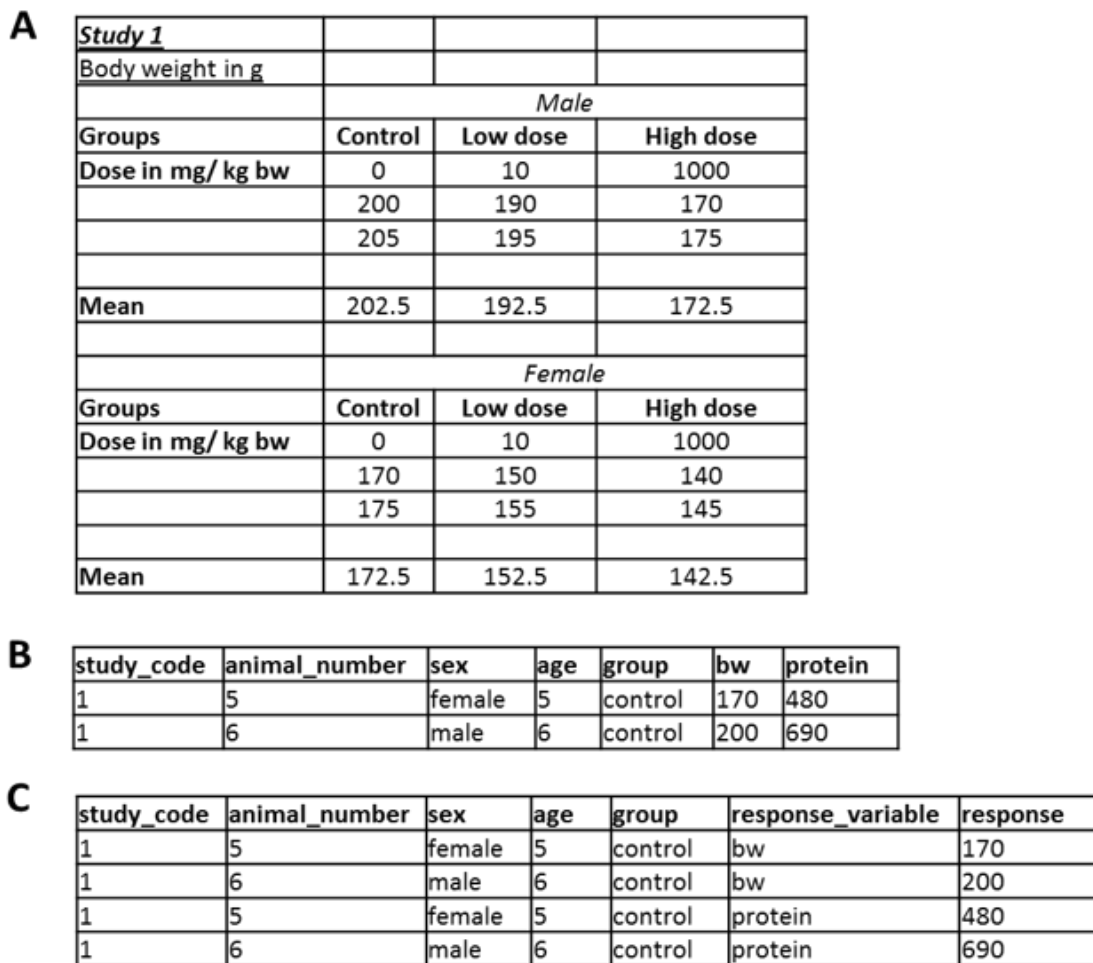 A
Study 1
Body weight in g
Male
Groups Control Low dose High dose
Dose in mg/ kg bw 0 10 1000
200 190 170
205 195 175
Mean 202.5 192.5 172.5
Female
Groups Control Low dose High dose
Dose in mg/ kg bw 0 10 1000
170 150 140
175 155 145
Mean 172.5 152.5 142.5
B
study_code animal_number sex age group bw protein
1 5 female 5 control 170 480
1 6 male 6 control 200 690
C
study_code animal_number sex age group response_variable response
1 5 female 5 control bw 170
1 6 male 6 control bw 200
1 5 female 5 control protein 480
1 6 male 6 control protein 690